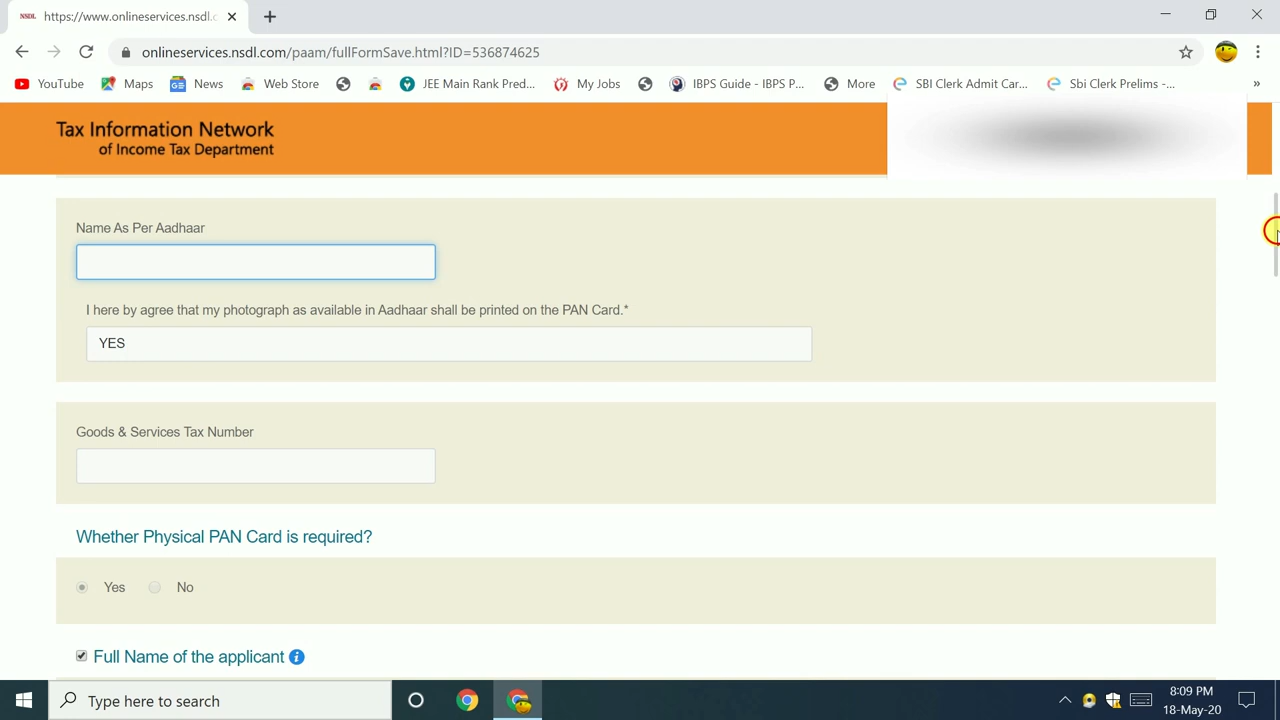 NSDL https://www.onlineservices.nsdl.c
onlineservices.nsdl.com/paam/fullFormSave.html?ID=536874625
YouTube Maps News Web Store JEE Main Rank Pred... My Jobs IBPS Guide - IBPS P... More SBI Clerk Admit Car... Sbi Clerk Prelims -... »
Tax Information Network
of Income Tax Department
Name As Per Aadhaar
I here by agree that my photograph as available in Aadhaar shall be printed on the PAN Card.*
YES
Goods & Services Tax Number
Whether Physical PAN Card is required?
Yes No
Full Name of the applicant i
Type here to search
8:09 PM
18-May-20